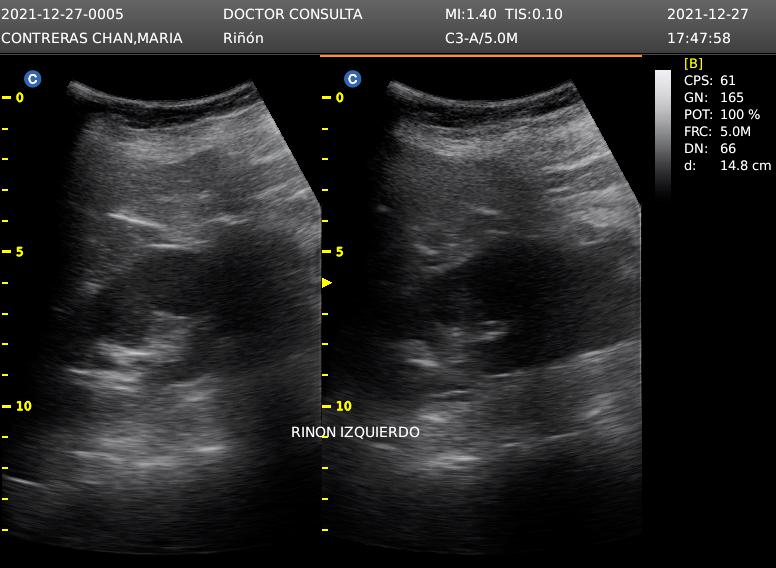 2021-12-27-0005 DOCTOR CONSULTA MI:1.40 TIS:0.10 2021-12-27
CONTRERAS CHAN,MARIA Riñón C3-A/5.0M 17:47:58
[B]
CPS: 61
GN: 165
POT: 100 %
FRC: 5.0M
DN: 66
d: 14.8 cm
C C
0 0
5 5
10 10
RINON IZQUIERDO